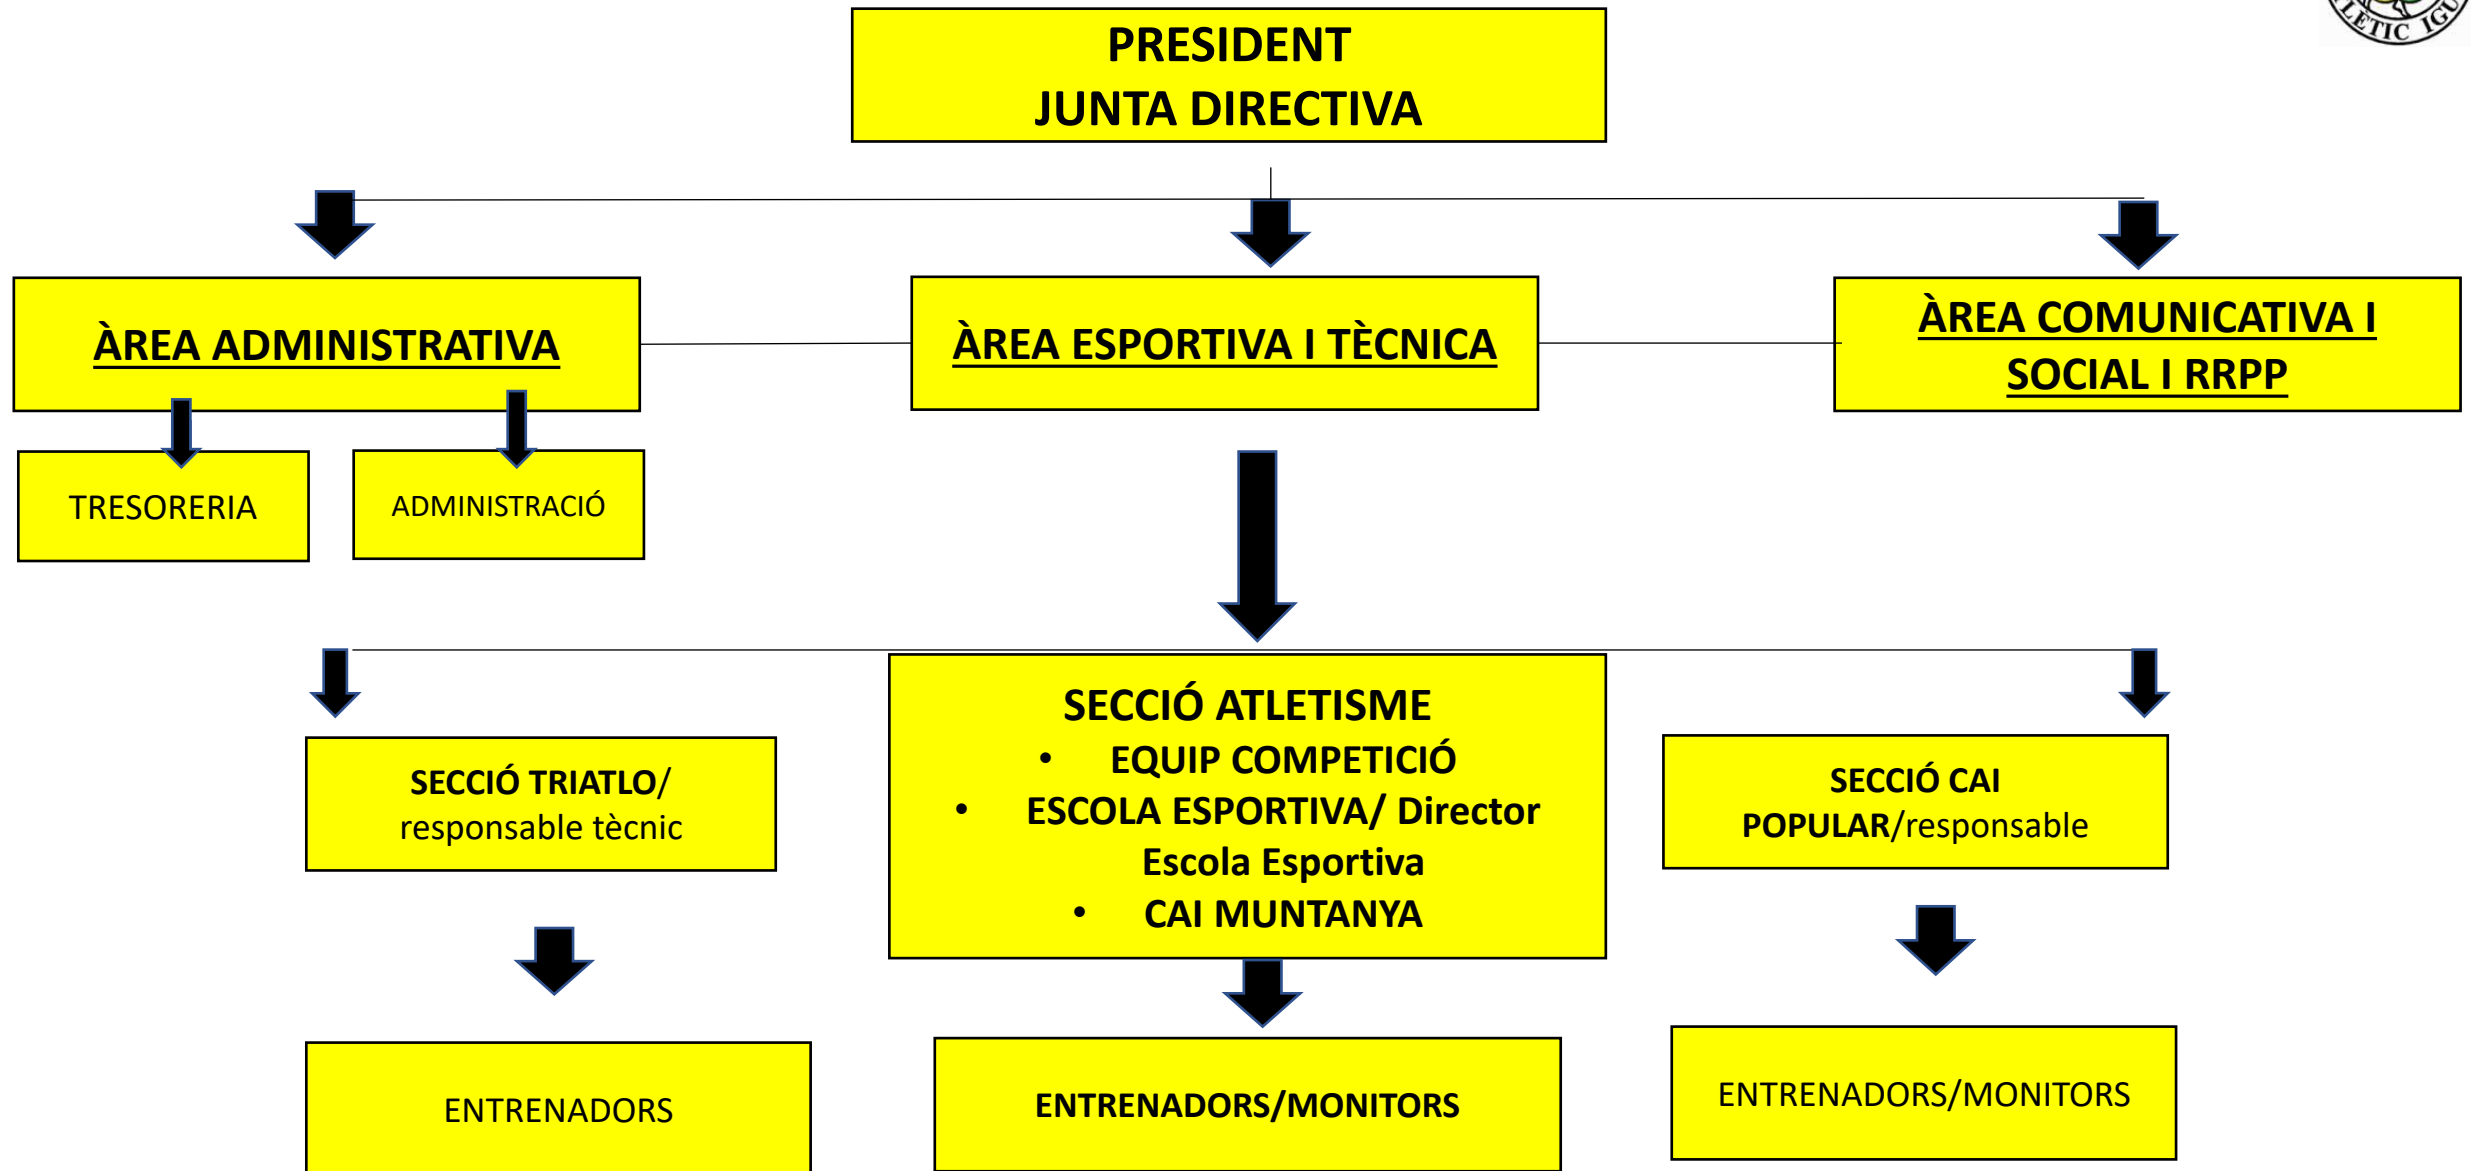 PRESIDENT
JUNTA DIRECTIVA
ÀREA ADMINISTRATIVA
ÀREA ESPORTIVA I TÈCNICA
ÀREA COMUNICATIVA I
SOCIAL I RRPP
TRESORERIA
ADMINISTRACIÓ
SECCIÓ TRIATLO/
responsable tècnic
SECCIÓ ATLETISME
• EQUIP COMPETICIÓ
• ESCOLA ESPORTIVA/ Director
Escola Esportiva
• CAI MUNTANYA
SECCIÓ CAI
POPULAR/responsable
ENTRENADORS
ENTRENADORS/MONITORS
ENTRENADORS/MONITORS